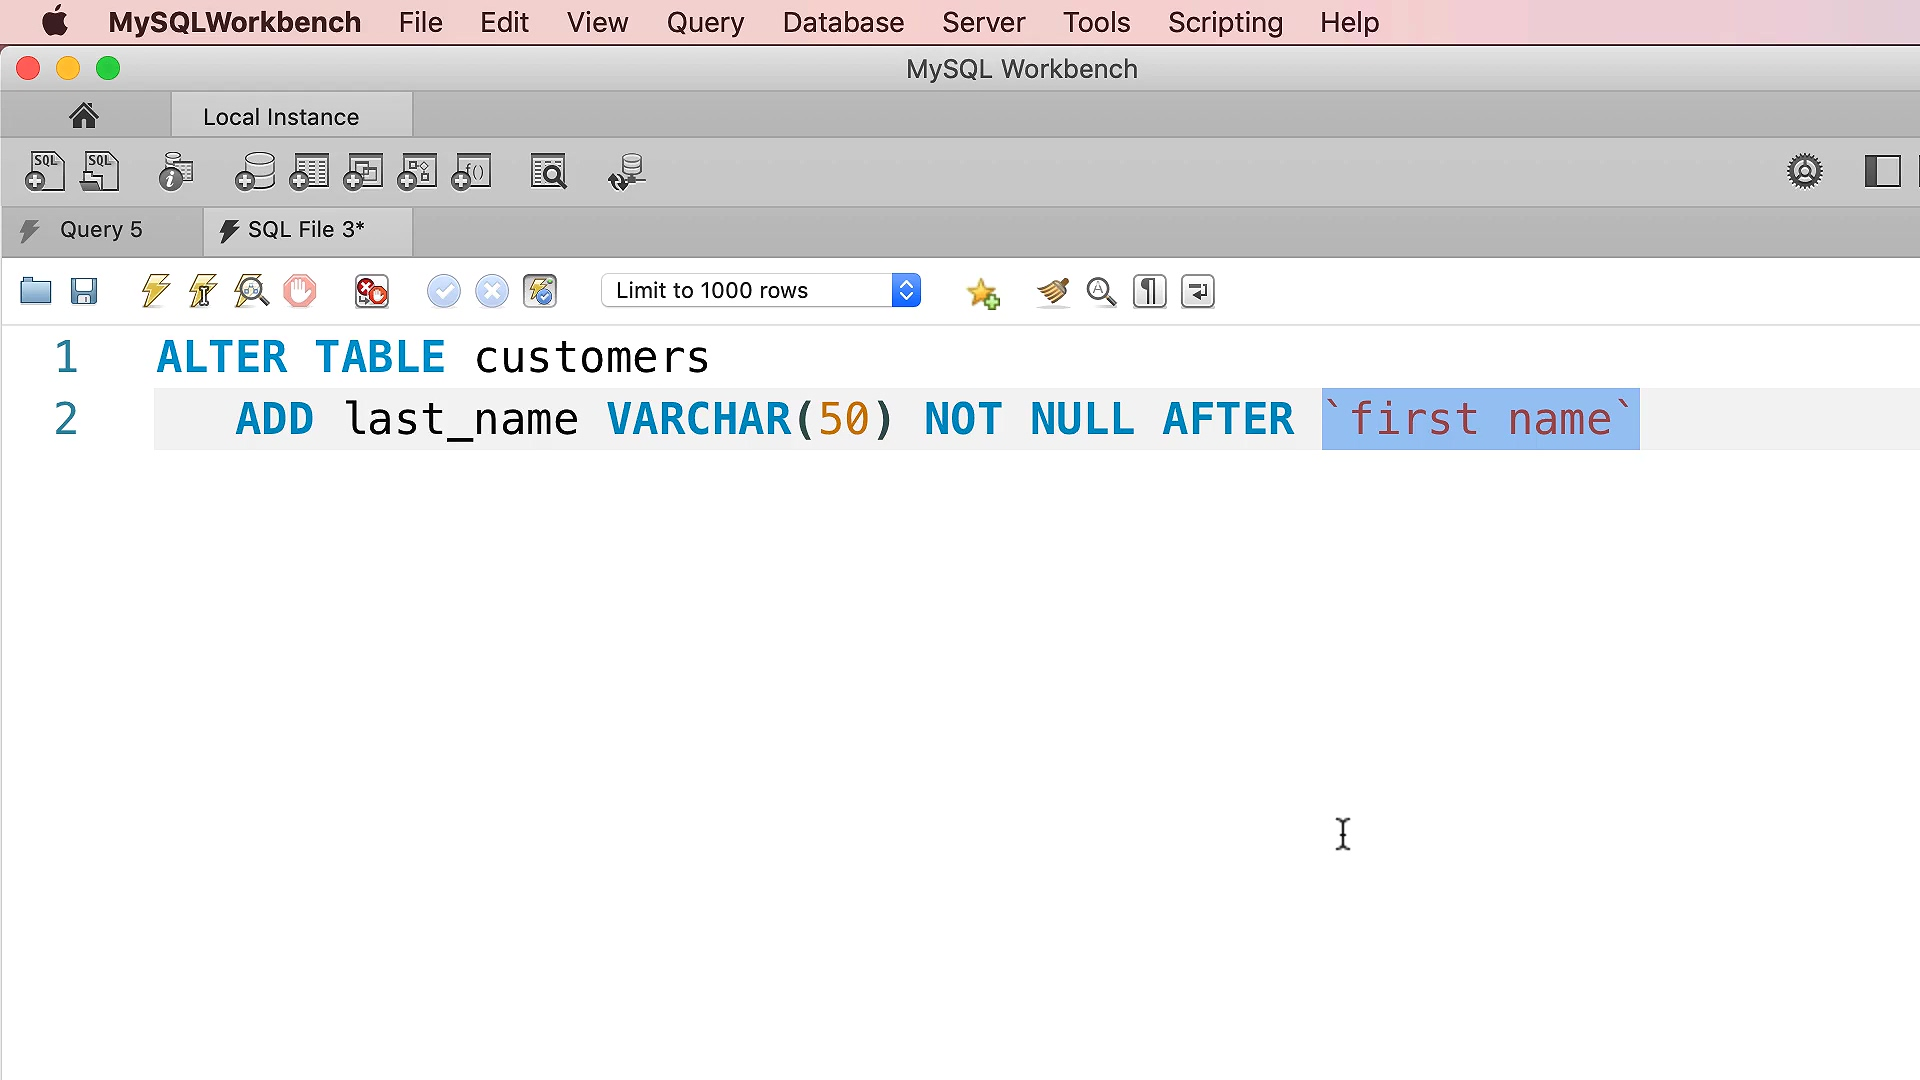 MySQLWorkbench File Edit View Query Database Server Tools Scripting Help
MySQL Workbench
Local Instance
SQL SQL
Query 5 SQL File 3*
Limit to 1000 rows
1 ALTER TABLE customers
2 ADD last_name VARCHAR(50) NOT NULL AFTER `first name`